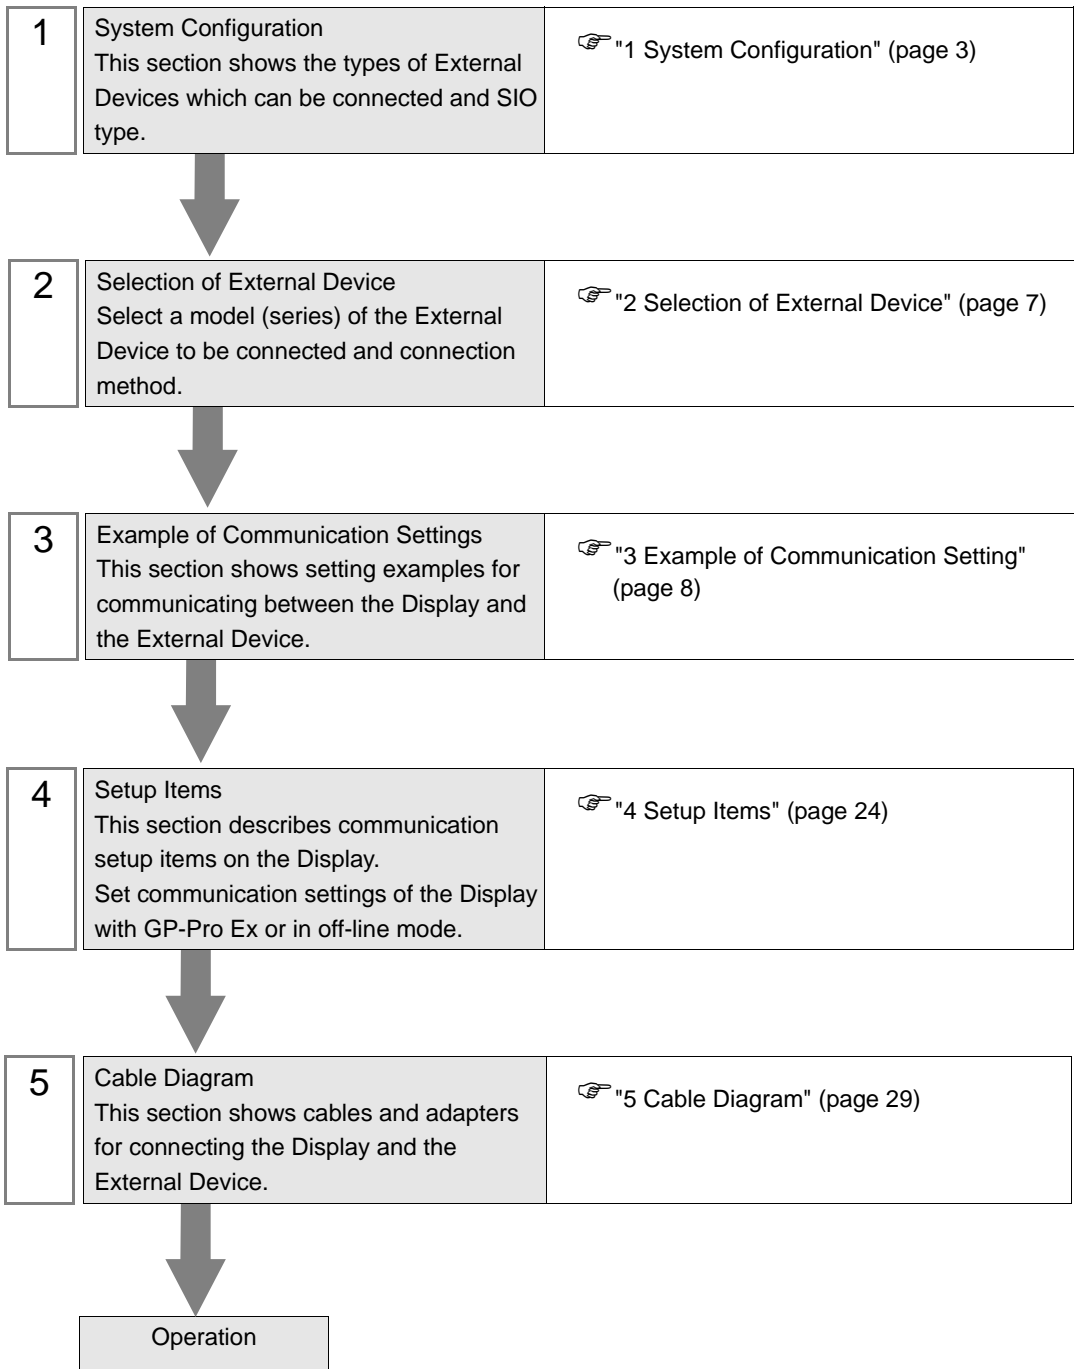 1
System Configuration
This section shows the types of External
Devices which can be connected and SIO
type.
"1 System Configuration" (page 3)
2
Selection of External Device
Select a model (series) of the External
Device to be connected and connection
method.
"2 Selection of External Device" (page 7)
3
Example of Communication Settings
This section shows setting examples for
communicating between the Display and
the External Device.
"3 Example of Communication Setting"
(page 8)
4
Setup Items
This section describes communication
setup items on the Display.
Set communication settings of the Display
with GP-Pro Ex or in off-line mode.
"4 Setup Items" (page 24)
5
Cable Diagram
This section shows cables and adapters
for connecting the Display and the
External Device.
"5 Cable Diagram" (page 29)
Operation